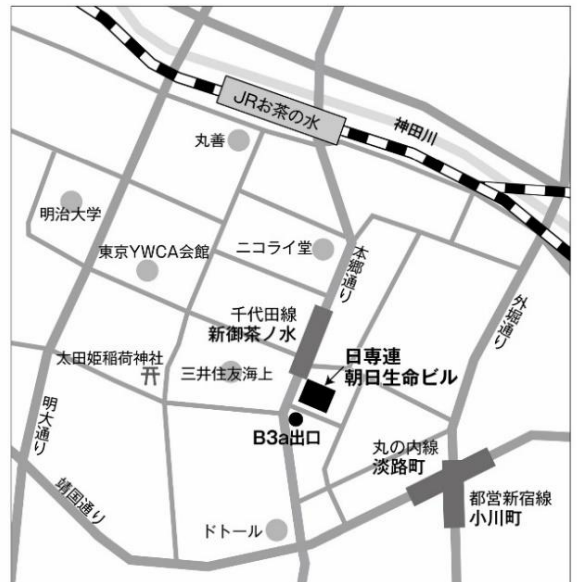 JRお茶の水
神田川
丸善
明治大学
東京YWCA会館
ニコライ堂
本郷通り
外堀通り
千代田線
新御茶ノ水
日専連
朝日生命ビル
太田姫稲荷神社
三井住友海上
明大通り
B3a出口
丸の内線
淡路町
靖国通り
都営新宿線
小川町
ドトール